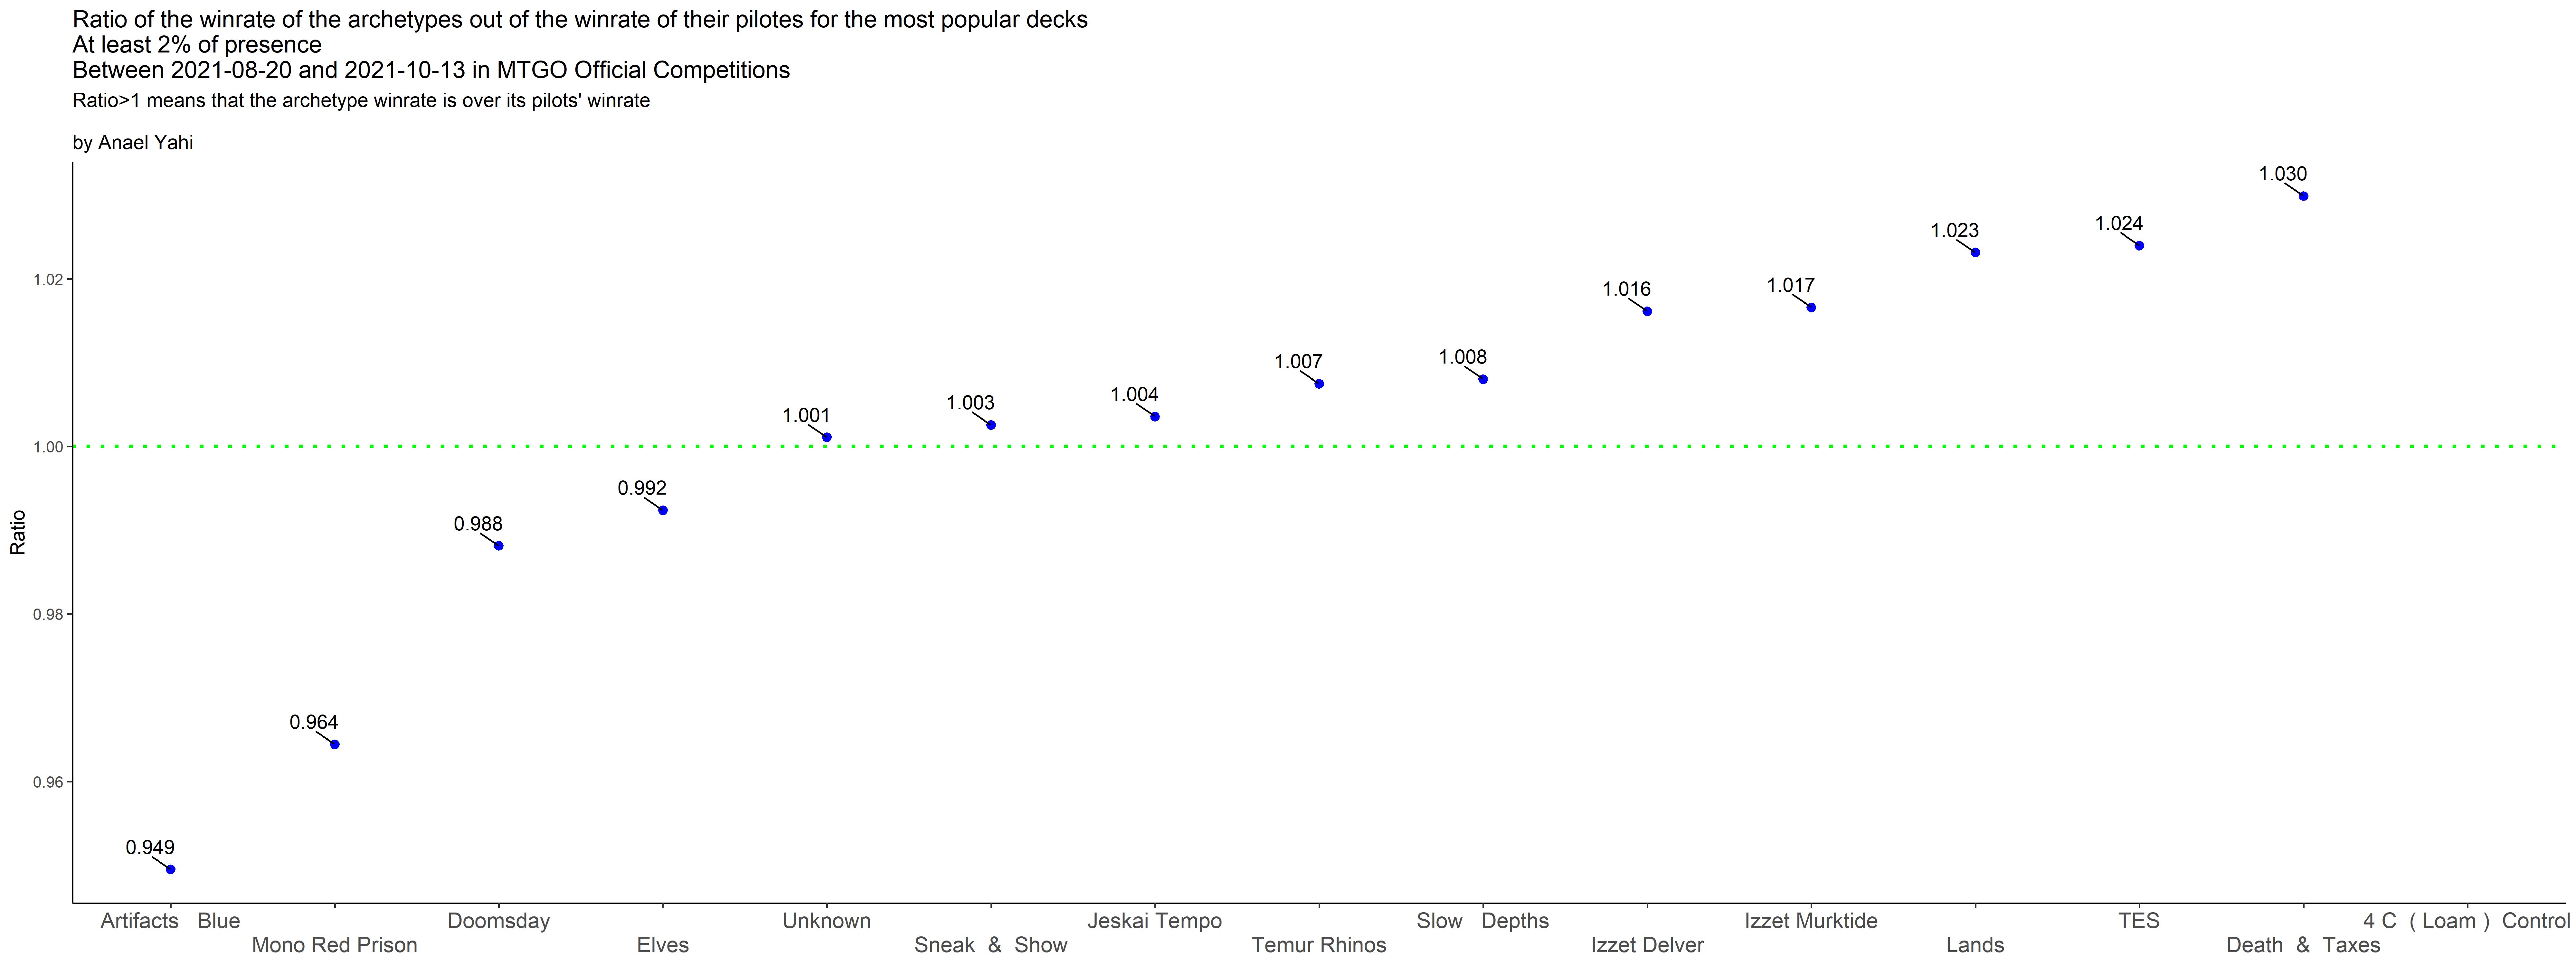 Ratio of the winrate of the archetypes out of the winrate of their pilotes for the most popular decks
At least 2% of presence
Between 2021-08-20 and 2021-10-13 in MTGO Official Competitions
Ratio>1 means that the archetype winrate is over its pilots' winrate
by Anael Yahi
1.030
1.024
1.023
1.02
1.017
1.016
1.008
1.007
1.004
1.003
1.001
1.00
0.992
0.988
Ratio
0.98
0.964
0.96
0.949
Artifacts Blue
Mono Red Prison
Doomsday
Elves
Unknown
Sneak & Show
Jeskai Tempo
Temur Rhinos
Slow Depths
Izzet Delver
Izzet Murktide
Lands
TES
Death & Taxes
4 C ( Loam ) Control